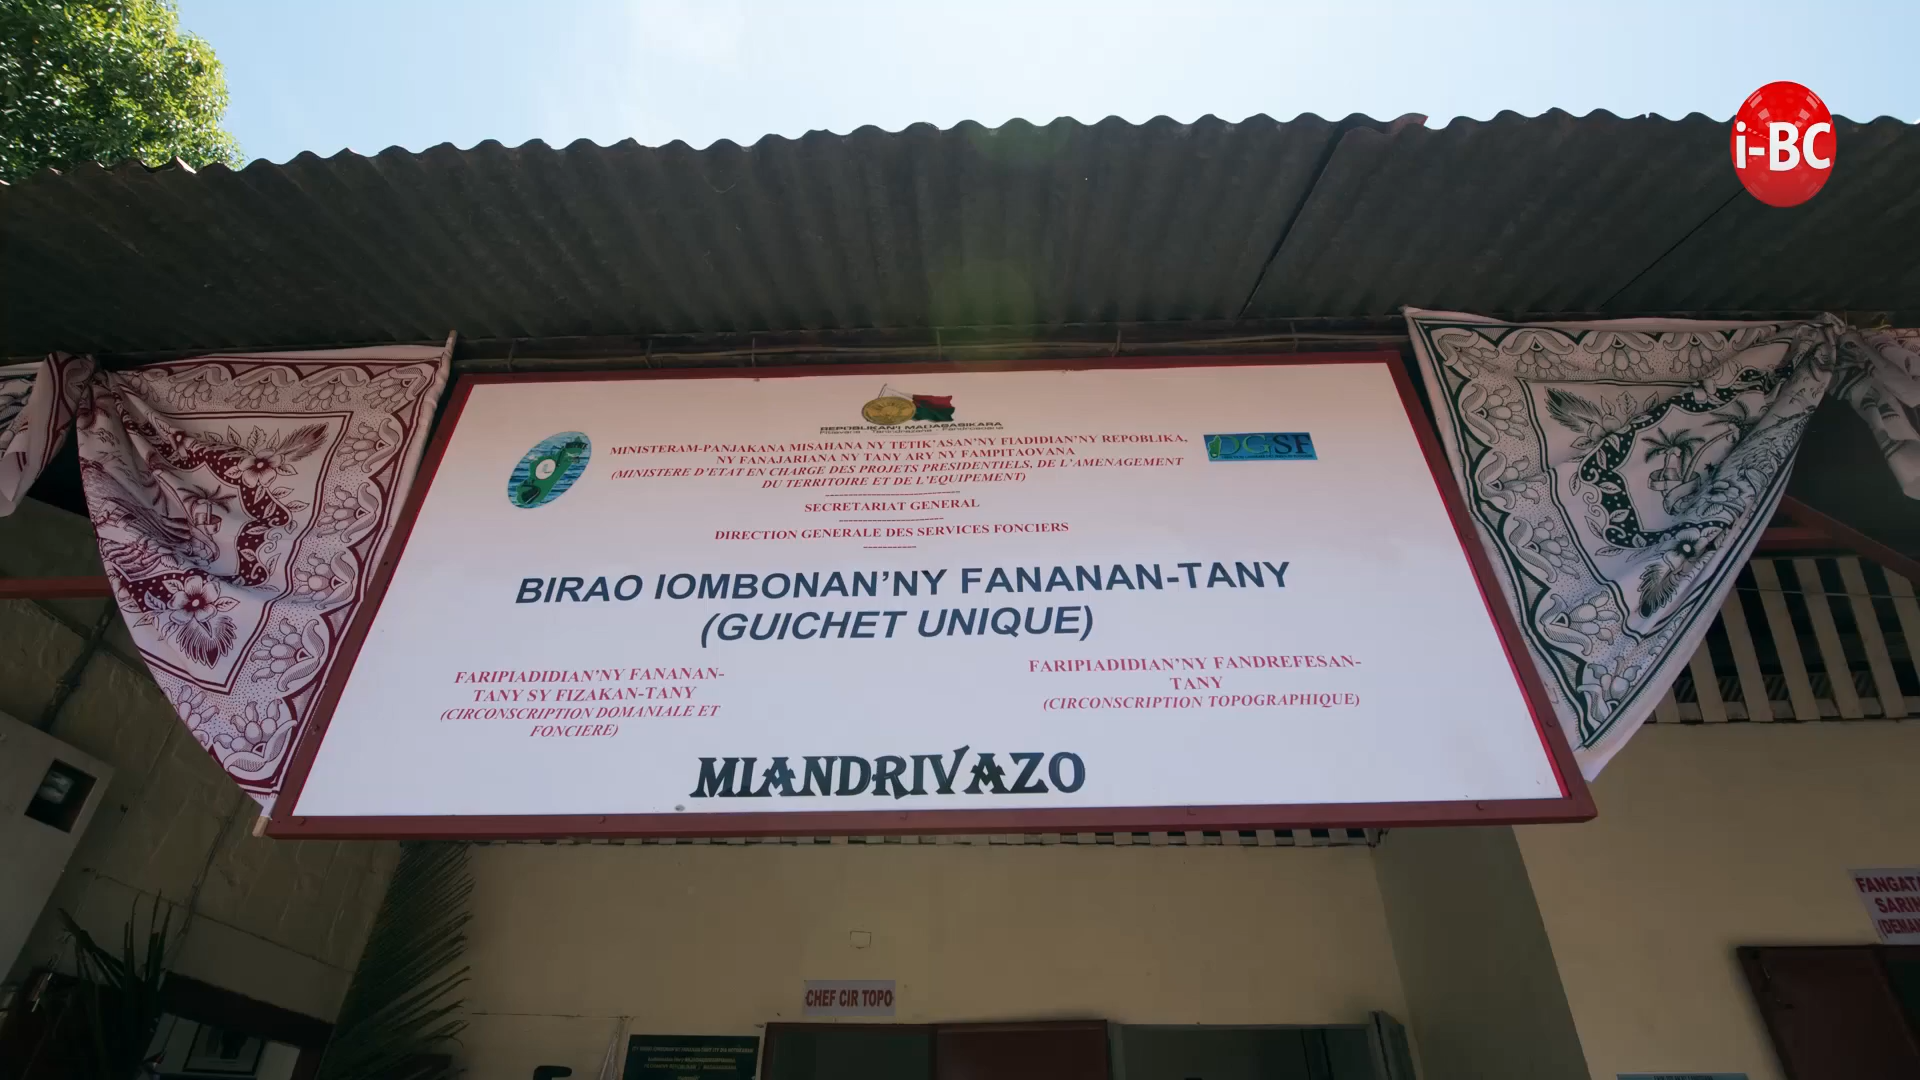 i-BC
REPOBLIKAN'I MADAGASIKARA
Fitiavana - Tanindrazana - Fandrosoana
MINISTERAM-PANJAKANA MISAHANA NY TETIK'ASAN'NY FIADIDIAN'NY REPOBLIKA,
NY FANAJARIANA NY TANY ARY NY FAMPITAOVANA
(MINISTERE D'ETAT EN CHARGE DES PROJETS PRESIDENTIELS, DE L'AMENAGEMENT
DU TERRITOIRE ET DE L'EQUIPEMENT)
DGSF
SECRETARIAT GENERAL
DIRECTION GENERALE DES SERVICES FONCIERS
BIRAO IOMBONAN'NY FANANAN-TANY
(GUICHET UNIQUE)
FARIPIADIDIAN'NY FANANAN-
TANY SY FIZAKAN-TANY
(CIRCONSCRIPTION DOMANIALE ET
FONCIERE)
FARIPIADIDIAN'NY FANDREFESAN-
TANY
(CIRCONSCRIPTION TOPOGRAPHIQUE)
MIANDRIVAZO
CHEF CIR TOPO